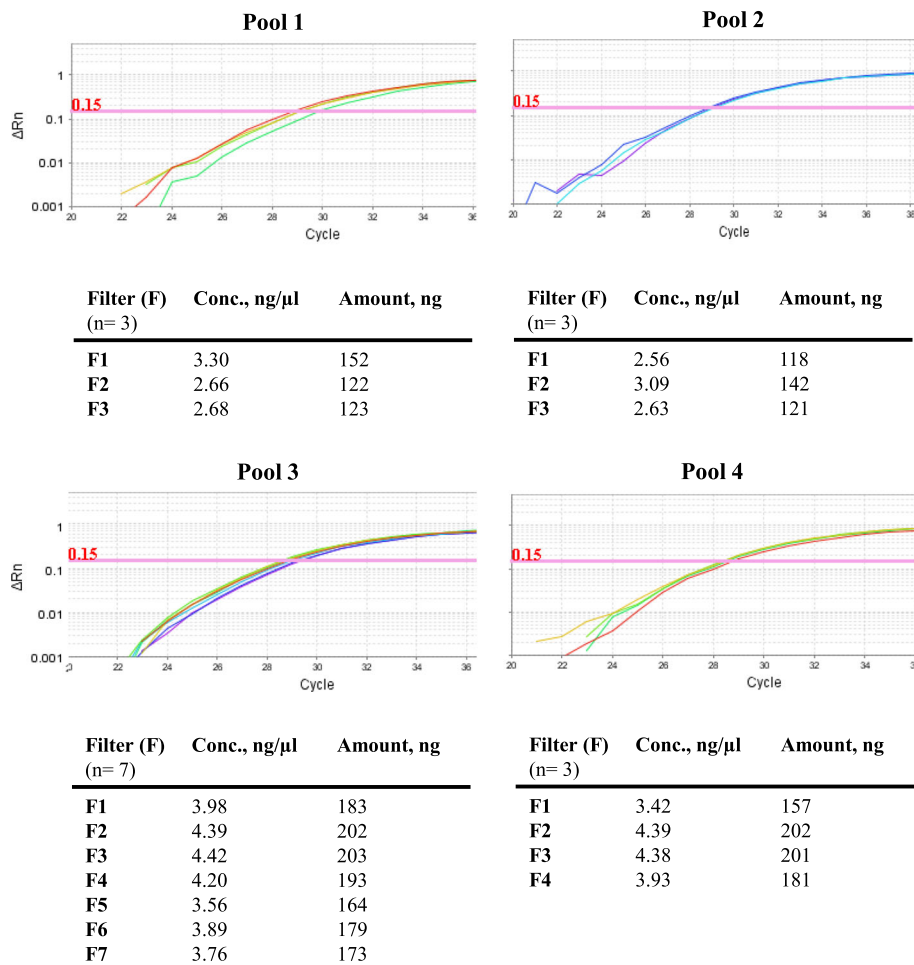 Pool 1
1
0.15
0.1
0.01
0.001
ΔRn
20 22 24 26 28 30 32 34 36
Cycle
Filter (F) Conc., ng/µl Amount, ng
(n= 3)
F1 3.30 152
F2 2.66 122
F3 2.68 123
Pool 2
0.15
20 22 24 26 28 30 32 34 36
Cycle
Filter (F) Conc., ng/µl Amount, ng
(n= 3)
F1 2.56 118
F2 3.09 142
F3 2.63 121
Pool 3
1
0.15
0.1
0.01
0.001
ΔRn
22 24 26 28 30 32 34 36
Cycle
Filter (F) Conc., ng/µl Amount, ng
(n= 7)
F1 3.98 183
F2 4.39 202
F3 4.42 203
F4 4.20 193
F5 3.56 164
F6 3.89 179
F7 3.76 173
Pool 4
0.15
20 22 24 26 28 30 32 34
Cycle
Filter (F) Conc., ng/µl Amount, ng
(n= 3)
F1 3.42 157
F2 4.39 202
F3 4.38 201
F4 3.93 181